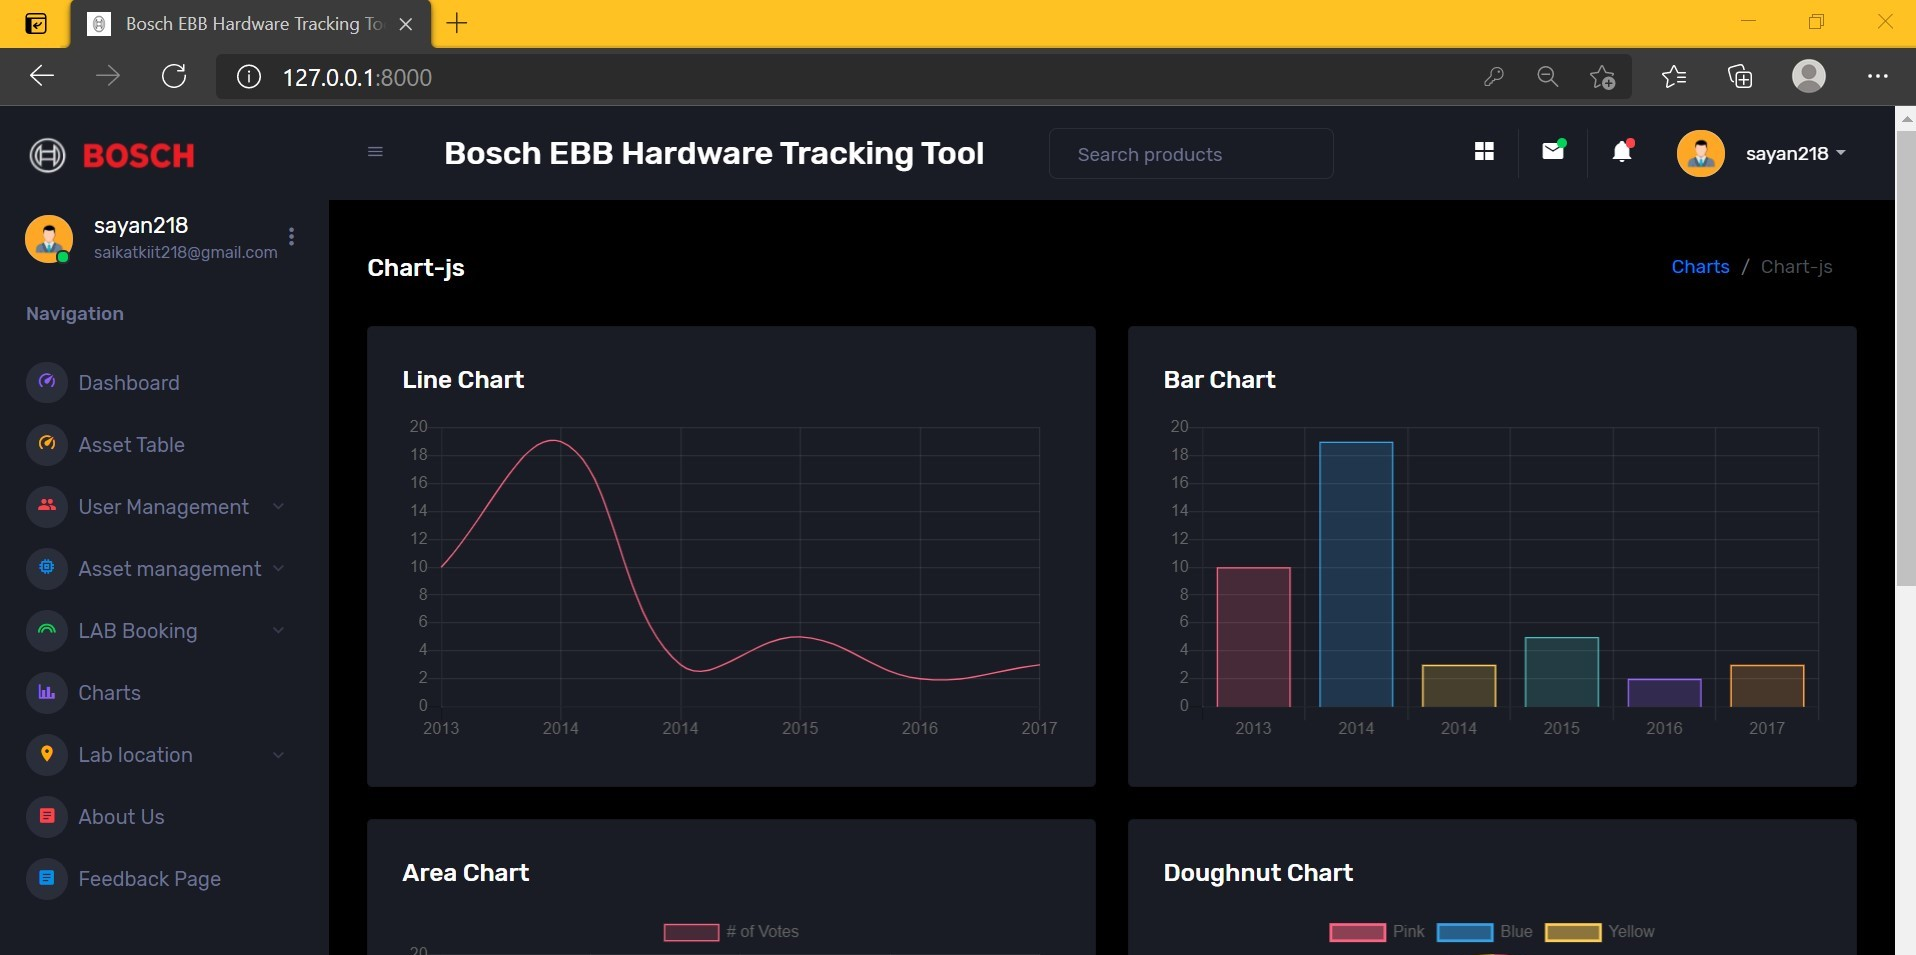 Bosch EBB Hardware Tracking To
127.0.0.1:8000
BOSCH
Bosch EBB Hardware Tracking Tool
Search products
sayan218
sayan218
saikatkiit218@gmail.com
Navigation
Dashboard
Asset Table
User Management
Asset management
LAB Booking
Charts
Lab location
About Us
Feedback Page
Chart-js
Charts / Chart-js
Line Chart
20
18
16
14
12
10
8
6
4
2
0
2013 2014 2014 2015 2016 2017
Bar Chart
20
18
16
14
12
10
8
6
4
2
0
2013 2014 2014 2015 2016 2017
Area Chart
# of Votes
20
Doughnut Chart
Pink Blue Yellow